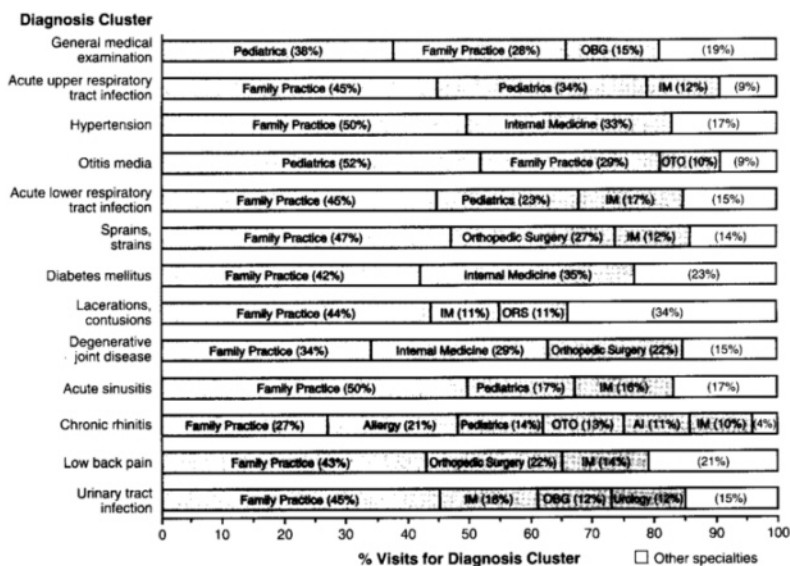 Diagnosis Cluster
General medical examination
Pediatrics (38%) Family Practice (28%) OBG (15%) (19%)
Acute upper respiratory tract infection
Family Practice (45%) Pediatrics (34%) IM (12%) (9%)
Hypertension
Family Practice (50%) Internal Medicine (33%) (17%)
Otitis media
Pediatrics (52%) Family Practice (29%) OTO (10%) (9%)
Acute lower respiratory tract infection
Family Practice (45%) Pediatrics (23%) IM (17%) (15%)
Sprains, strains
Family Practice (47%) Orthopedic Surgery (27%) IM (12%) (14%)
Diabetes mellitus
Family Practice (42%) Internal Medicine (35%) (23%)
Lacerations, contusions
Family Practice (44%) IM (11%) ORS (11%) (34%)
Degenerative joint disease
Family Practice (34%) Internal Medicine (29%) Orthopedic Surgery (22%) (15%)
Acute sinusitis
Family Practice (50%) Pediatrics (17%) IM (16%) (17%)
Chronic rhinitis
Family Practice (27%) Allergy (21%) Pediatrics (14%) OTO (13%) AI (11%) IM (10%) (4%)
Low back pain
Family Practice (43%) Orthopedic Surgery (22%) IM (14%) (21%)
Urinary tract infection
Family Practice (45%) IM (16%) OBG (12%) Urology (12%) (15%)
0 10 20 30 40 50 60 70 80 90 100
% Visits for Diagnosis Cluster
Other specialties